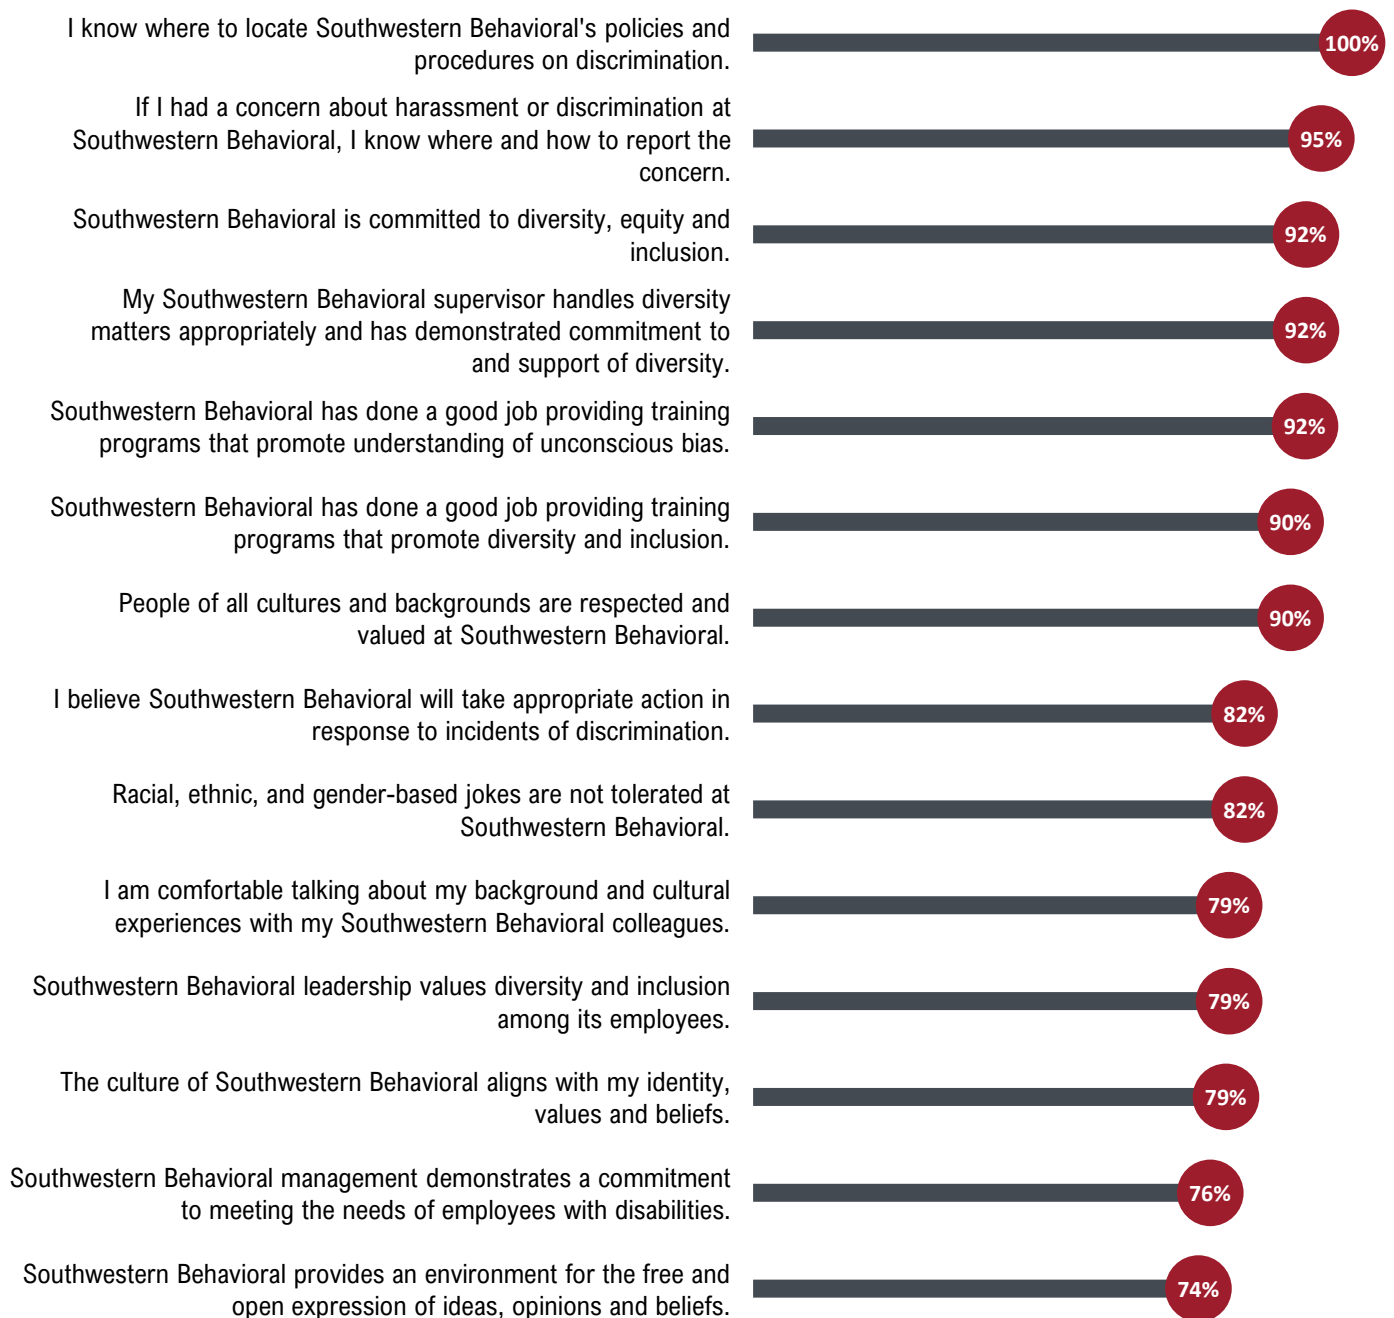 I know where to locate Southwestern Behavioral's policies and
procedures on discrimination.
100%
If I had a concern about harassment or discrimination at
Southwestern Behavioral, I know where and how to report the
concern.
95%
Southwestern Behavioral is committed to diversity, equity and
inclusion.
92%
My Southwestern Behavioral supervisor handles diversity
matters appropriately and has demonstrated commitment to
and support of diversity.
92%
Southwestern Behavioral has done a good job providing training
programs that promote understanding of unconscious bias.
92%
Southwestern Behavioral has done a good job providing training
programs that promote diversity and inclusion.
90%
People of all cultures and backgrounds are respected and
valued at Southwestern Behavioral.
90%
I believe Southwestern Behavioral will take appropriate action in
response to incidents of discrimination.
82%
Racial, ethnic, and gender-based jokes are not tolerated at
Southwestern Behavioral.
82%
I am comfortable talking about my background and cultural
experiences with my Southwestern Behavioral colleagues.
79%
Southwestern Behavioral leadership values diversity and inclusion
among its employees.
79%
The culture of Southwestern Behavioral aligns with my identity,
values and beliefs.
79%
Southwestern Behavioral management demonstrates a commitment
to meeting the needs of employees with disabilities.
76%
Southwestern Behavioral provides an environment for the free and
open expression of ideas, opinions and beliefs.
74%